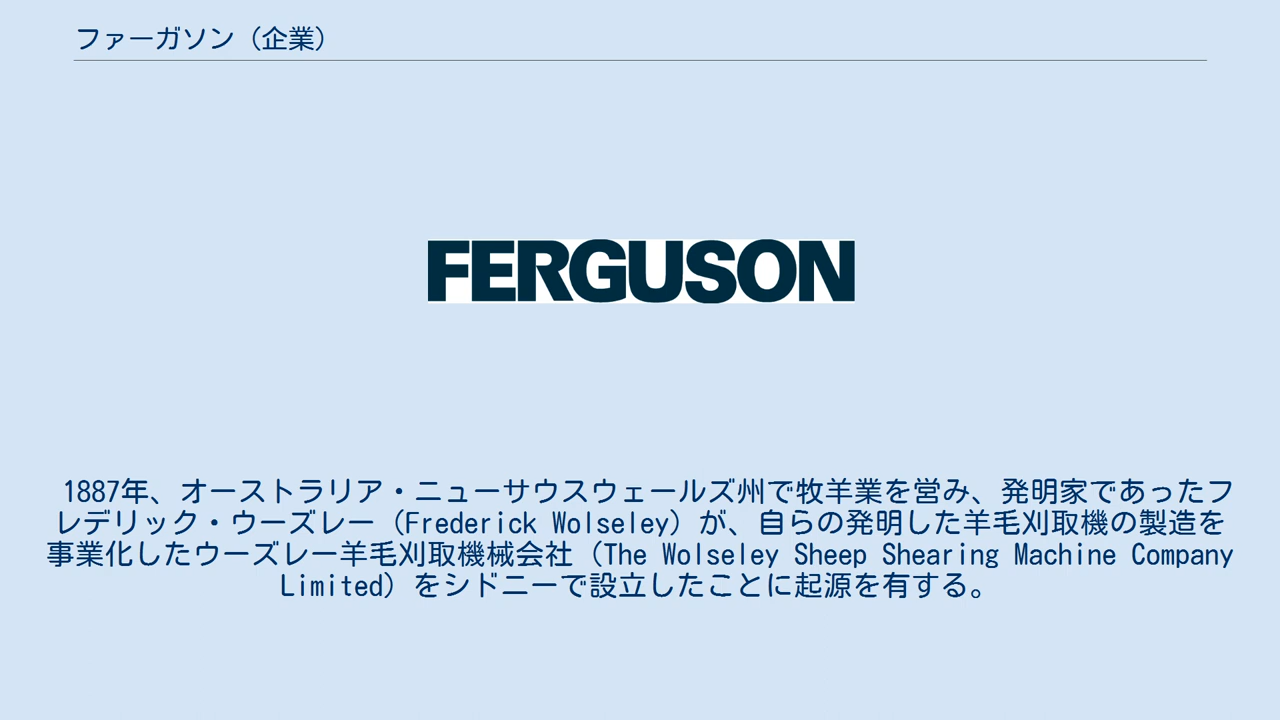 ファーガソン（企業）
FERGUSON
1887年、オーストラリア・ニューサウスウェールズ州で牧羊業を営み、発明家であったフ
レデリック・ウーズレー（Frederick Wolseley）が、自らの発明した羊毛刈取機の製造を
事業化したウーズレー羊毛刈取機械会社（The Wolseley Sheep Shearing Machine Company
Limited）をシドニーで設立したことに起源を有する。